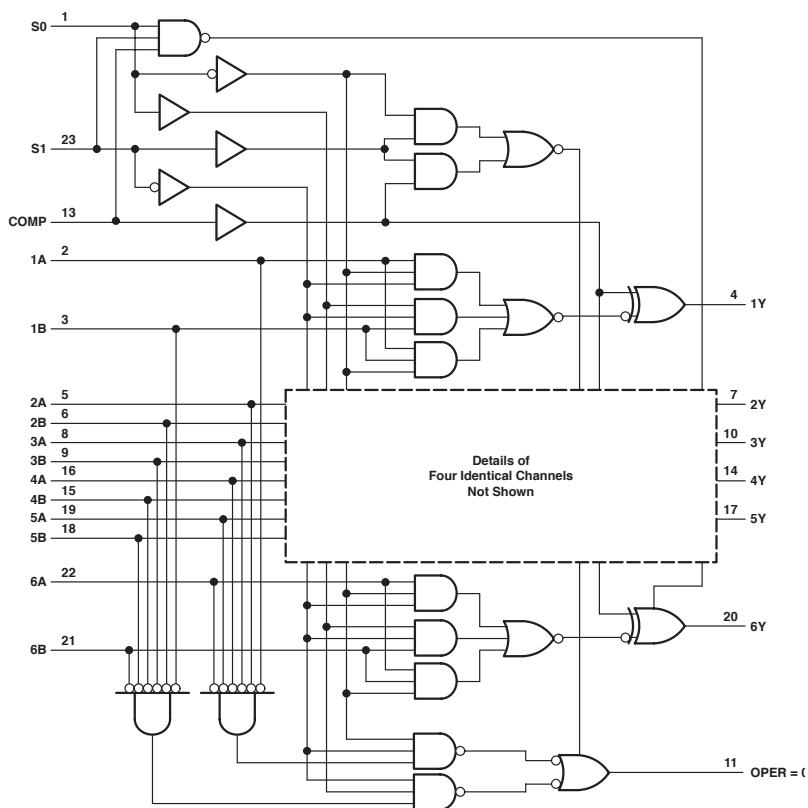 S0 1
S1 23
COMP 13
1A 2
4 1Y
1B 3
2A 5
7 2Y
2B 6
3A 8
10 3Y
3B 9
4A 16
14 4Y
4B 15
5A 19
17 5Y
5B 18
Details of
Four Identical Channels
Not Shown
6A 22
20 6Y
6B 21
11 OPER = 0